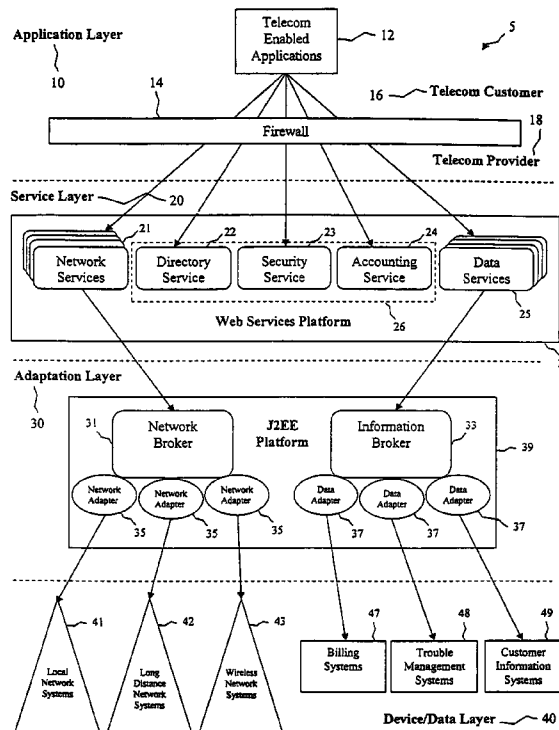 Application Layer
10
Telecom
Enabled
Applications
12
5
14
16
Telecom Customer
18
Firewall
Telecom Provider
Service Layer
20
21
22
23
24
Network
Services
Directory
Service
Security
Service
Accounting
Service
Data
Services
25
26
Web Services Platform
Adaptation Layer
30
31
Network
Broker
J2EE
Platform
Information
Broker
33
39
Network
Adapter
Network
Adapter
Network
Adapter
Data
Adapter
Data
Adapter
Data
Adapter
35
35
35
37
37
37
41
42
43
47
48
49
Local
Network
Systems
Long
Distance
Network
Systems
Wireless
Network
Systems
Billing
Systems
Trouble
Management
Systems
Customer
Information
Systems
Device/Data Layer
40